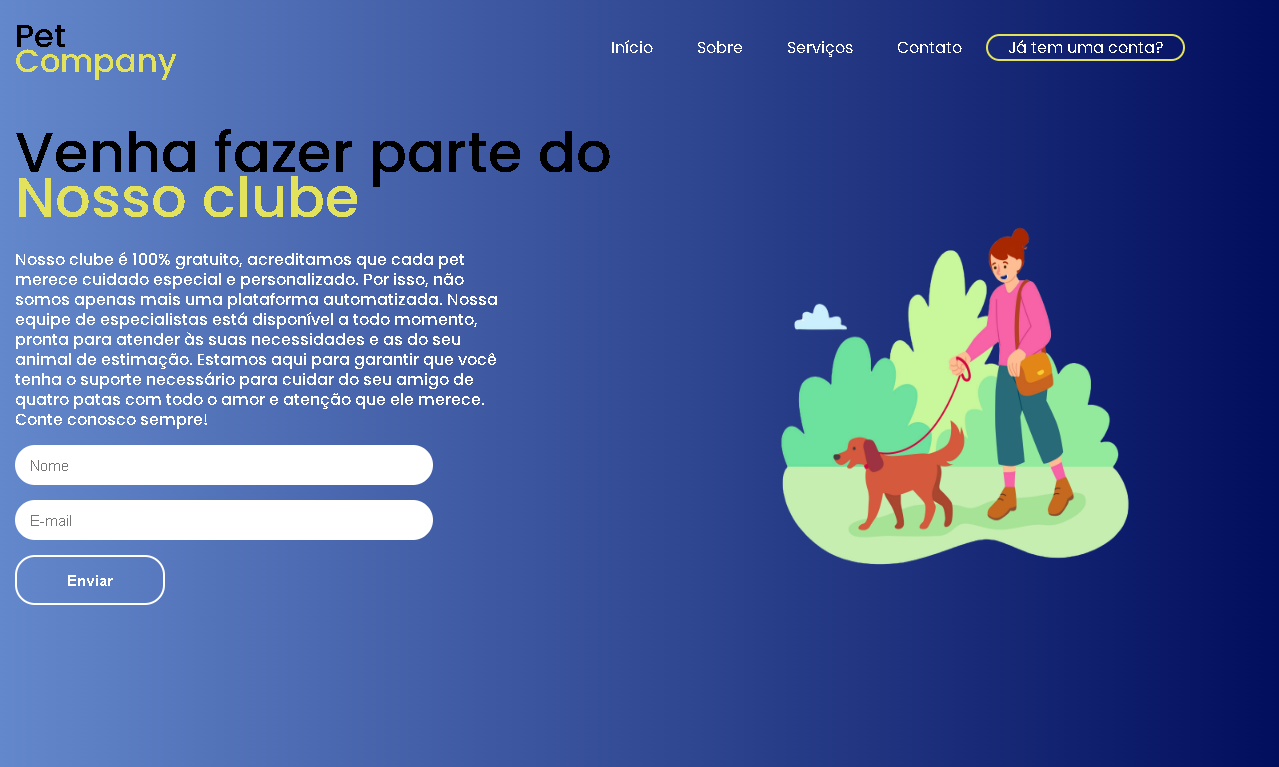 Pet
Company
Início
Sobre
Serviços
Contato
Já tem uma conta?
Venha fazer parte do
Nosso clube
Nosso clube é 100% gratuito, acreditamos que cada pet
merece cuidado especial e personalizado. Por isso, não
somos apenas mais uma plataforma automatizada. Nossa
equipe de especialistas está disponível a todo momento,
pronta para atender às suas necessidades e as do seu
animal de estimação. Estamos aqui para garantir que você
tenha o suporte necessário para cuidar do seu amigo de
quatro patas com todo o amor e atenção que ele merece.
Conte conosco sempre!
Nome
E-mail
Enviar